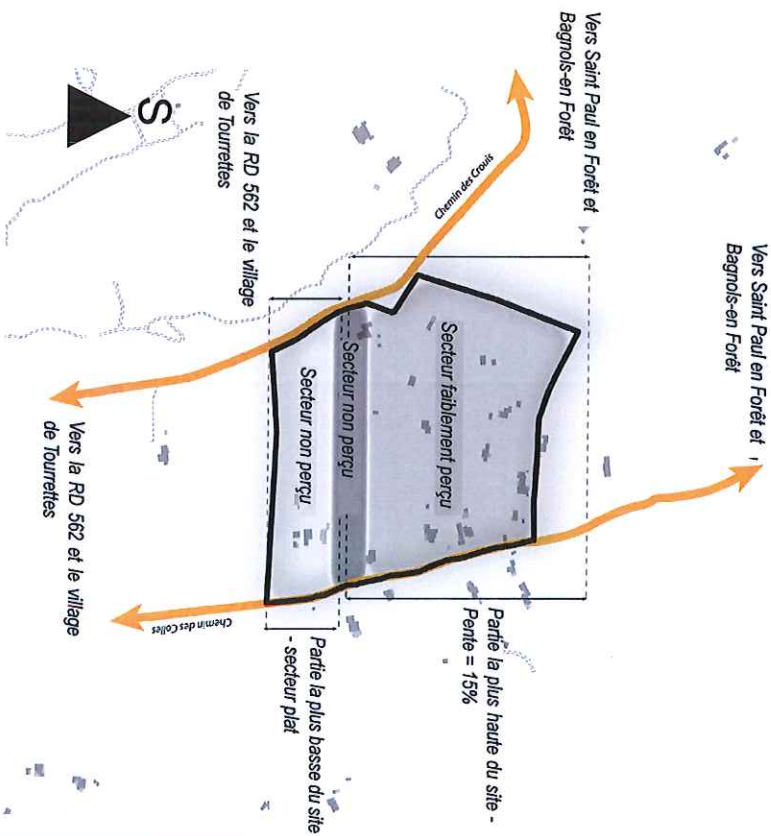 Vers Saint Paul en Forêt et
Bagnols-en Forêt
Vers Saint Paul en Forêt et
Bagnols-en Forêt
Chemin des Crouis
S
Vers la RD 562 et le village
de Tourrettes
Secteur faiblement perçu
Secteur non perçu
Secteur non perçu
Partie la plus haute du site -
Pente = 15%
Partie la plus basse du site
- secteur plat
Chemin des Colles
Vers la RD 562 et le village
de Tourrettes